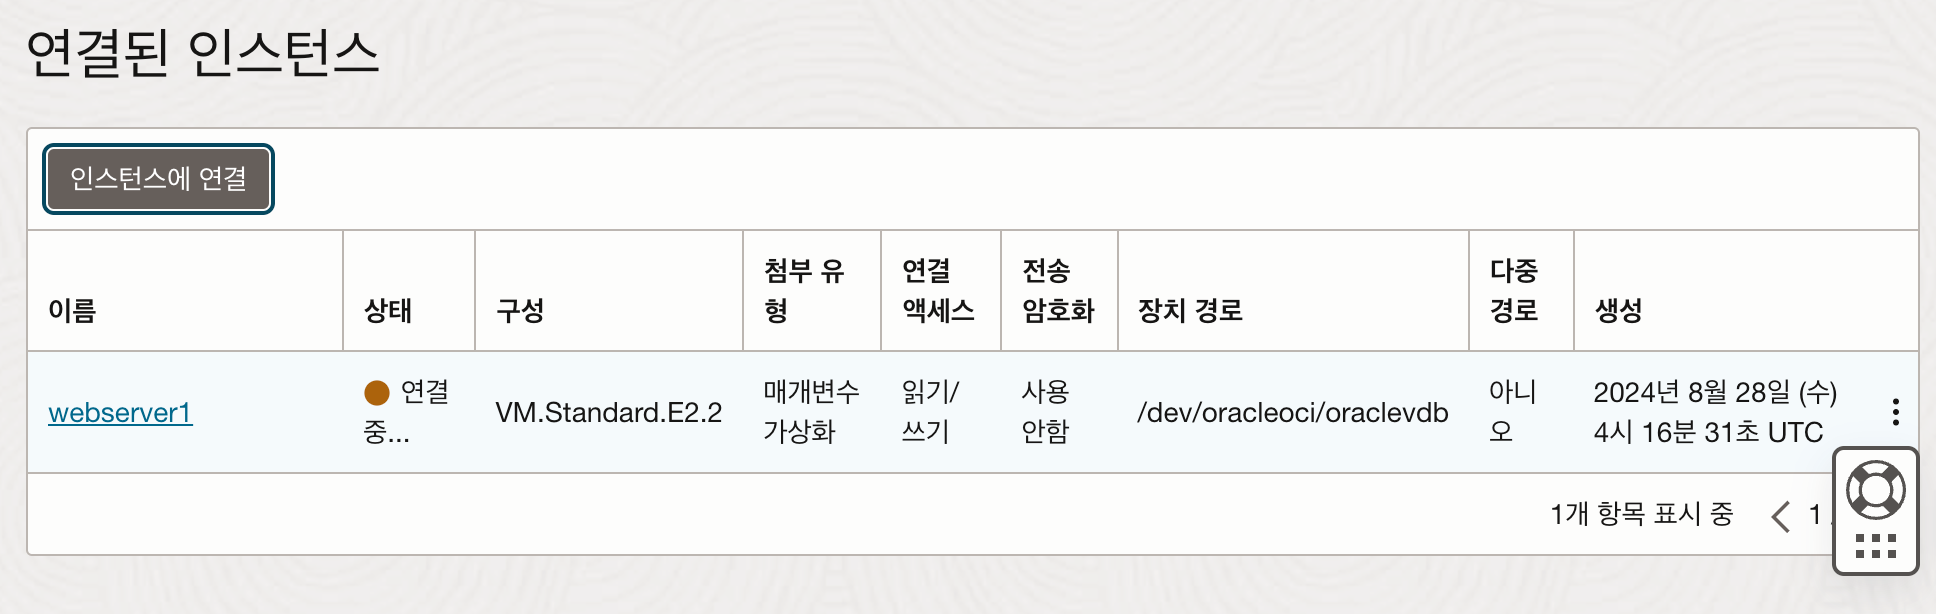 연결된 인스턴스
인스턴스에 연결
이름
상태
구성
첨부 유
형
연결
액세스
전송
암호화
장치 경로
다중
경로
생성
webserver1
연결
중...
VM.Standard.E2.2
매개변수
가상화
읽기/
쓰기
사용
안함
/dev/oracleoci/oraclevdb
아니
오
2024년 8월 28일 (수)
4시 16분 31초 UTC
1개 항목 표시 중
1